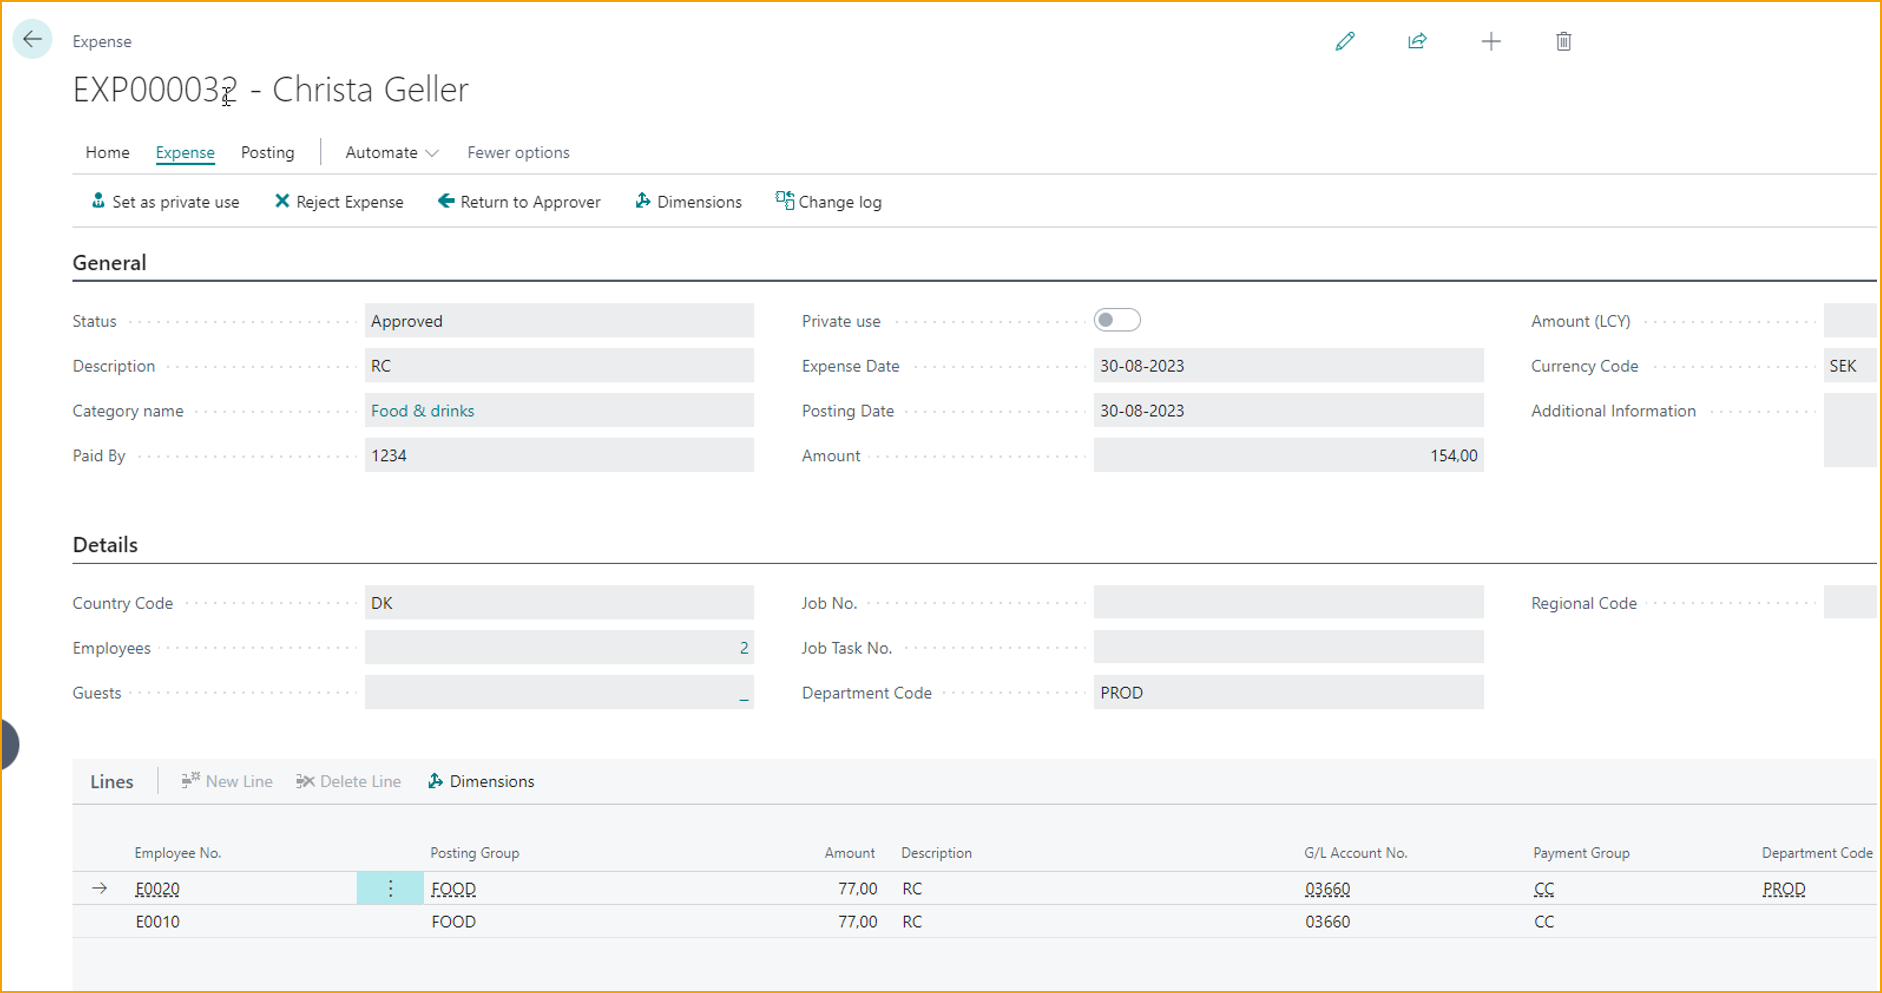 Expense
EXP000032 - Christa Geller
Home Expense Posting Automate Fewer options
Set as private use Reject Expense Return to Approver Dimensions Change log
General
Status Approved Private use Amount (LCY)
Description RC Expense Date 30-08-2023 Currency Code SEK
Category name Food & drinks Posting Date 30-08-2023 Additional Information
Paid By 1234 Amount 154,00
Details
Country Code DK Job No. Regional Code
Employees 2 Job Task No.
Guests _ Department Code PROD
Lines New Line Delete Line Dimensions
Employee No. Posting Group Amount Description G/L Account No. Payment Group Department Code
E0020 FOOD 77,00 RC 03660 CC PROD
E0010 FOOD 77,00 RC 03660 CC